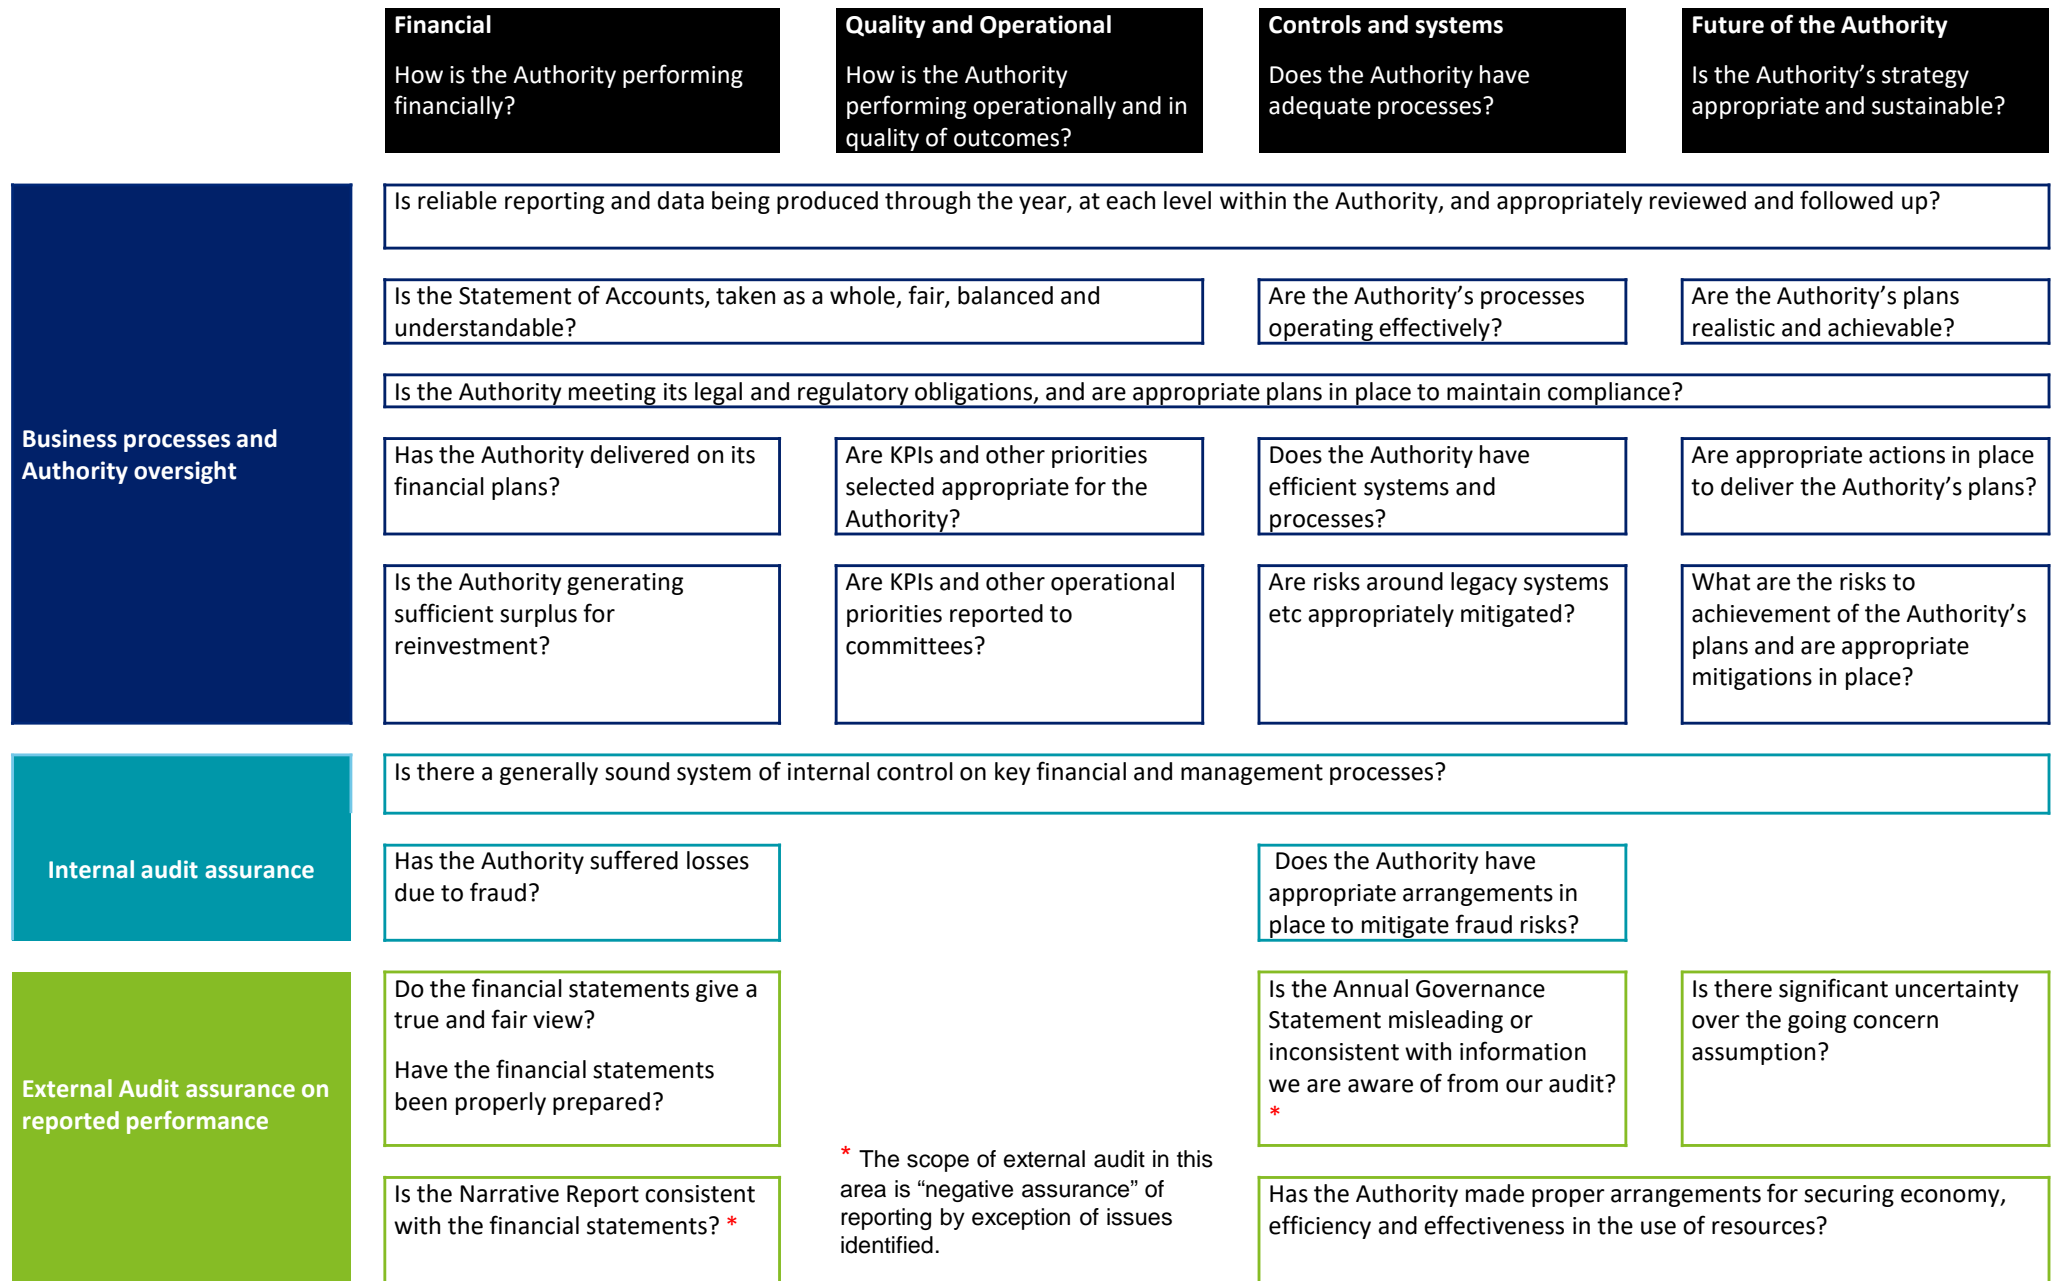 Financial
How is the Authority performing
financially?
Quality and Operational
How is the Authority
performing operationally and in
quality of outcomes?
Controls and systems
Does the Authority have
adequate processes?
Future of the Authority
Is the Authority’s strategy
appropriate and sustainable?
Business processes and
Authority oversight
Is reliable reporting and data being produced through the year, at each level within the Authority, and appropriately reviewed and followed up?
Is the Statement of Accounts, taken as a whole, fair, balanced and
understandable?
Are the Authority’s processes
operating effectively?
Are the Authority’s plans
realistic and achievable?
Is the Authority meeting its legal and regulatory obligations, and are appropriate plans in place to maintain compliance?
Has the Authority delivered on its
financial plans?
Are KPIs and other priorities
selected appropriate for the
Authority?
Does the Authority have
efficient systems and
processes?
Are appropriate actions in place
to deliver the Authority’s plans?
Is the Authority generating
sufficient surplus for
reinvestment?
Are KPIs and other operational
priorities reported to
committees?
Are risks around legacy systems
etc appropriately mitigated?
What are the risks to
achievement of the Authority’s
plans and are appropriate
mitigations in place?
Internal audit assurance
Is there a generally sound system of internal control on key financial and management processes?
Has the Authority suffered losses
due to fraud?
Does the Authority have
appropriate arrangements in
place to mitigate fraud risks?
External Audit assurance on
reported performance
Do the financial statements give a
true and fair view?
Have the financial statements
been properly prepared?
Is the Annual Governance
Statement misleading or
inconsistent with information
we are aware of from our audit?
*
Is there significant uncertainty
over the going concern
assumption?
Is the Narrative Report consistent
with the financial statements? *
* The scope of external audit in this
area is “negative assurance” of
reporting by exception of issues
identified.
Has the Authority made proper arrangements for securing economy,
efficiency and effectiveness in the use of resources?